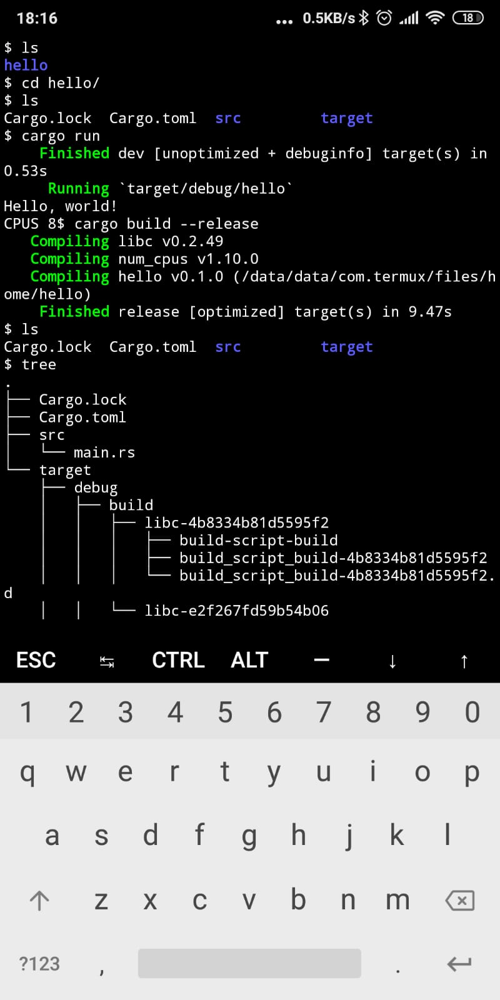 18:16 ... 0.5KB/s 18
$ ls
hello
$ cd hello/
$ ls
Cargo.lock  Cargo.toml  src         target
$ cargo run
    Finished dev [unoptimized + debuginfo] target(s) in
0.53s
     Running `target/debug/hello`
Hello, world!
CPUS 8$ cargo build --release
   Compiling libc v0.2.49
   Compiling num_cpus v1.10.0
   Compiling hello v0.1.0 (/data/data/com.termux/files/h
ome/hello)
    Finished release [optimized] target(s) in 9.47s
$ ls
Cargo.lock  Cargo.toml  src         target
$ tree
.
├── Cargo.lock
├── Cargo.toml
├── src
│   └── main.rs
└── target
    ├── debug
    │   ├── build
    │   │   ├── libc-4b8334b81d5595f2
    │   │   │   ├── build-script-build
    │   │   │   ├── build_script_build-4b8334b81d5595f2
    │   │   │   └── build_script_build-4b8334b81d5595f2.
d
    │   │   └── libc-e2f267fd59b54b06
ESC ↹ CTRL ALT — ↓ ↑
1 2 3 4 5 6 7 8 9 0
q w e r t y u i o p
a s d f g h j k l
z x c v b n m
?123 , .